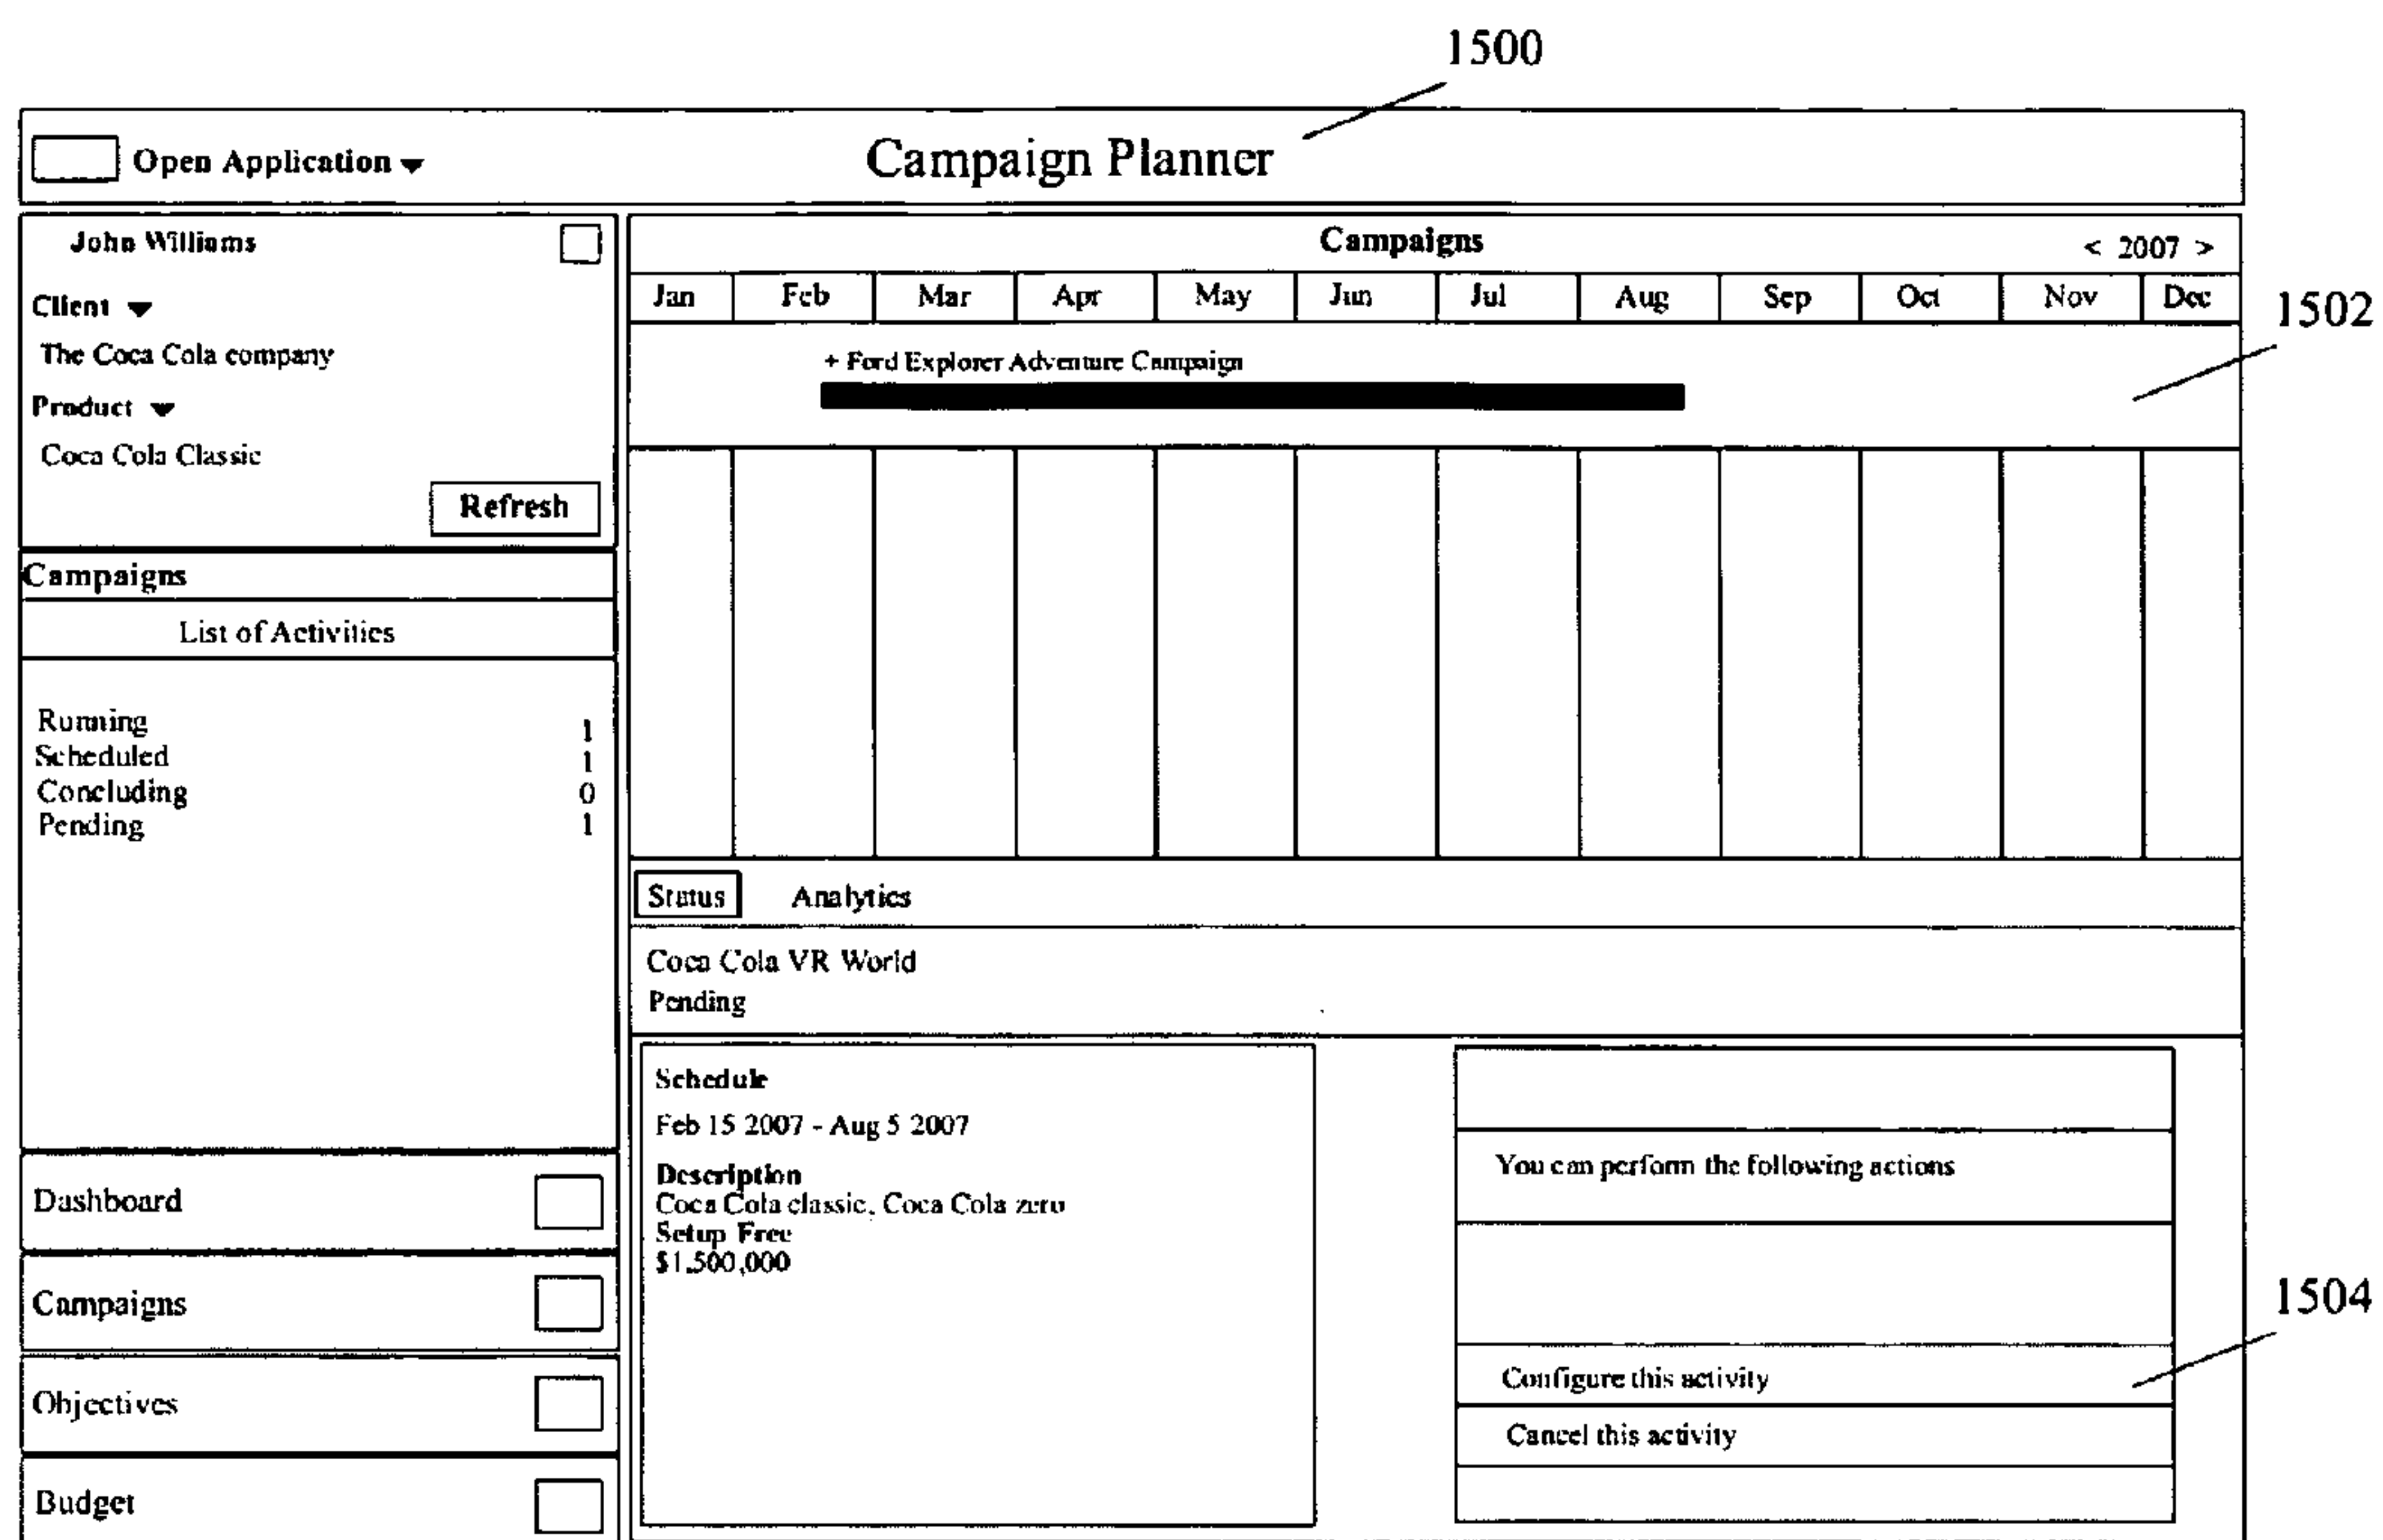 1500
Open Application
Campaign Planner
John Williams
Client
The Coca Cola company
Product
Coca Cola Classic
Refresh
Campaigns
List of Activities
Running 1
Scheduled 1
Concluding 0
Pending 1
Dashboard
Campaigns
Objectives
Budget
Campaigns < 2007 >
Jan Feb Mar Apr May Jun Jul Aug Sep Oct Nov Dec
1502
+ Ford Explorer Adventure Campaign
Status Analytics
Coca Cola VR World
Pending
Schedule
Feb 15 2007 - Aug 5 2007
Description
Coca Cola classic, Coca Cola zero
Setup Free
$1,500,000
You can perform the following actions
1504
Configure this activity
Cancel this activity